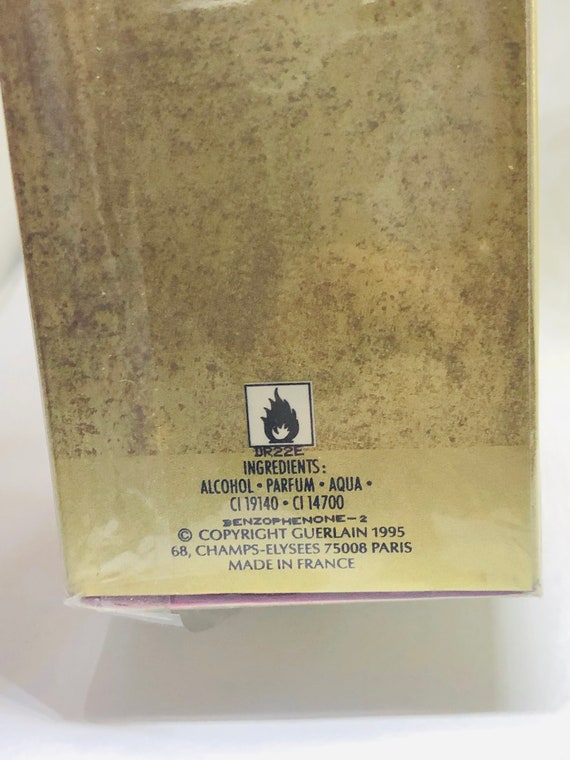 DR22E
INGREDIENTS:
ALCOHOL • PARFUM • AQUA •
CI 19140 • CI 14700
BENZOPHENONE-2
© COPYRIGHT GUERLAIN 1995
68, CHAMPS-ELYSEES 75008 PARIS
MADE IN FRANCE